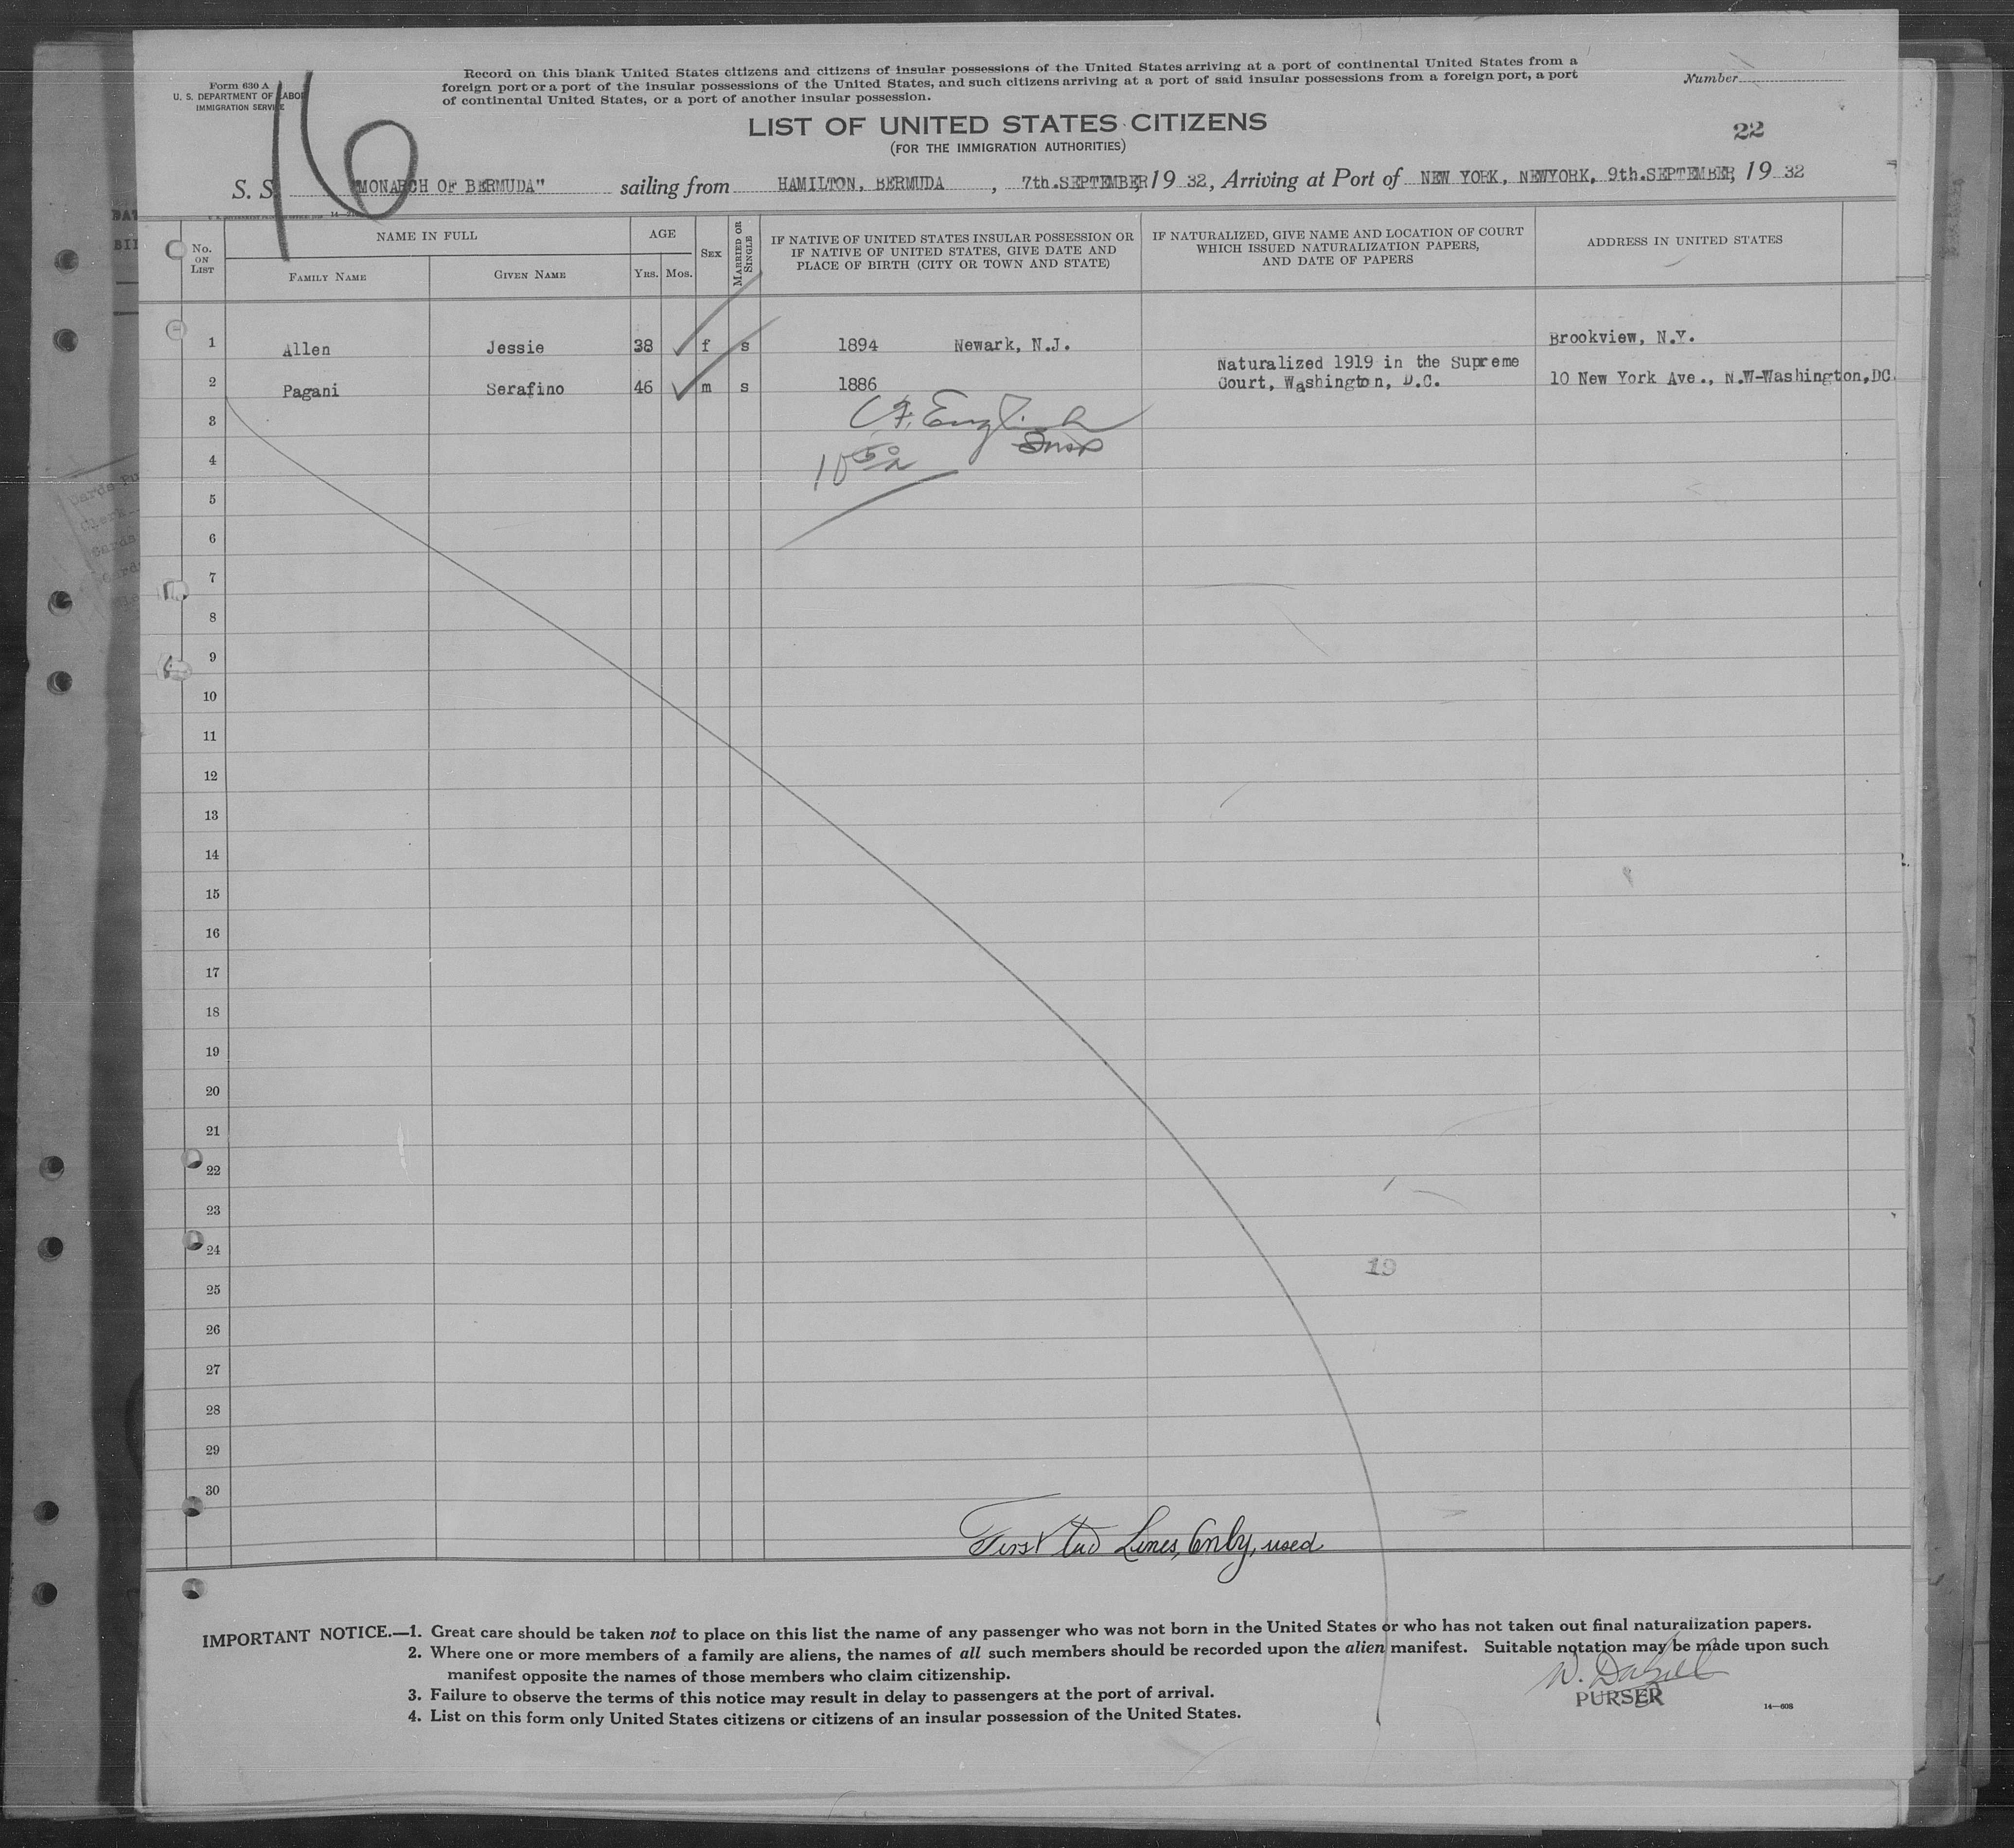 Form 630 A
U. S. DEPARTMENT OF LABOR
IMMIGRATION SERVICE
16
Record on this blank United States citizens and citizens of insular possessions of the United States arriving at a port of continental United States from a
foreign port or a port of the insular possessions of the United States, and such citizens arriving at a port of said insular possessions from a foreign port, a port
of continental United States, or a port of another insular possession.
Number
LIST OF UNITED STATES CITIZENS
(FOR THE IMMIGRATION AUTHORITIES)
22
S. S. "MONARCH OF BERMUDA" sailing from HAMILTON, BERMUDA, 7th.SEPTEMBER, 19 32, Arriving at Port of NEW YORK, NEWYORK, 9th.SEPTEMBER, 19 32
No. ON LIST
NAME IN FULL
FAMILY NAME
GIVEN NAME
AGE
YRS.
MOS.
SEX
MARRIED OR SINGLE
IF NATIVE OF UNITED STATES INSULAR POSSESSION OR
IF NATIVE OF UNITED STATES, GIVE DATE AND
PLACE OF BIRTH (CITY OR TOWN AND STATE)
IF NATURALIZED, GIVE NAME AND LOCATION OF COURT
WHICH ISSUED NATURALIZATION PAPERS,
AND DATE OF PAPERS
ADDRESS IN UNITED STATES
1 Allen Jessie 38 f s 1894 Newark, N.J. Brookview, N.Y.
2 Pagani Serafino 46 m s 1886 Naturalized 1919 in the Supreme
Court, Washington, D.C. 10 New York Ave., N.W-Washington,DC.
3
English
4
5
6
7
8
9
10
11
12
13
14
15
16
17
18
19
20
21
22
23
24
19
25
26
27
28
29
30
First two Lines, Only, used
IMPORTANT NOTICE.—1. Great care should be taken not to place on this list the name of any passenger who was not born in the United States or who has not taken out final naturalization papers.
2. Where one or more members of a family are aliens, the names of all such members should be recorded upon the alien manifest. Suitable notation may be made upon such
manifest opposite the names of those members who claim citizenship.
3. Failure to observe the terms of this notice may result in delay to passengers at the port of arrival.
4. List on this form only United States citizens or citizens of an insular possession of the United States.
PURSER
14—608